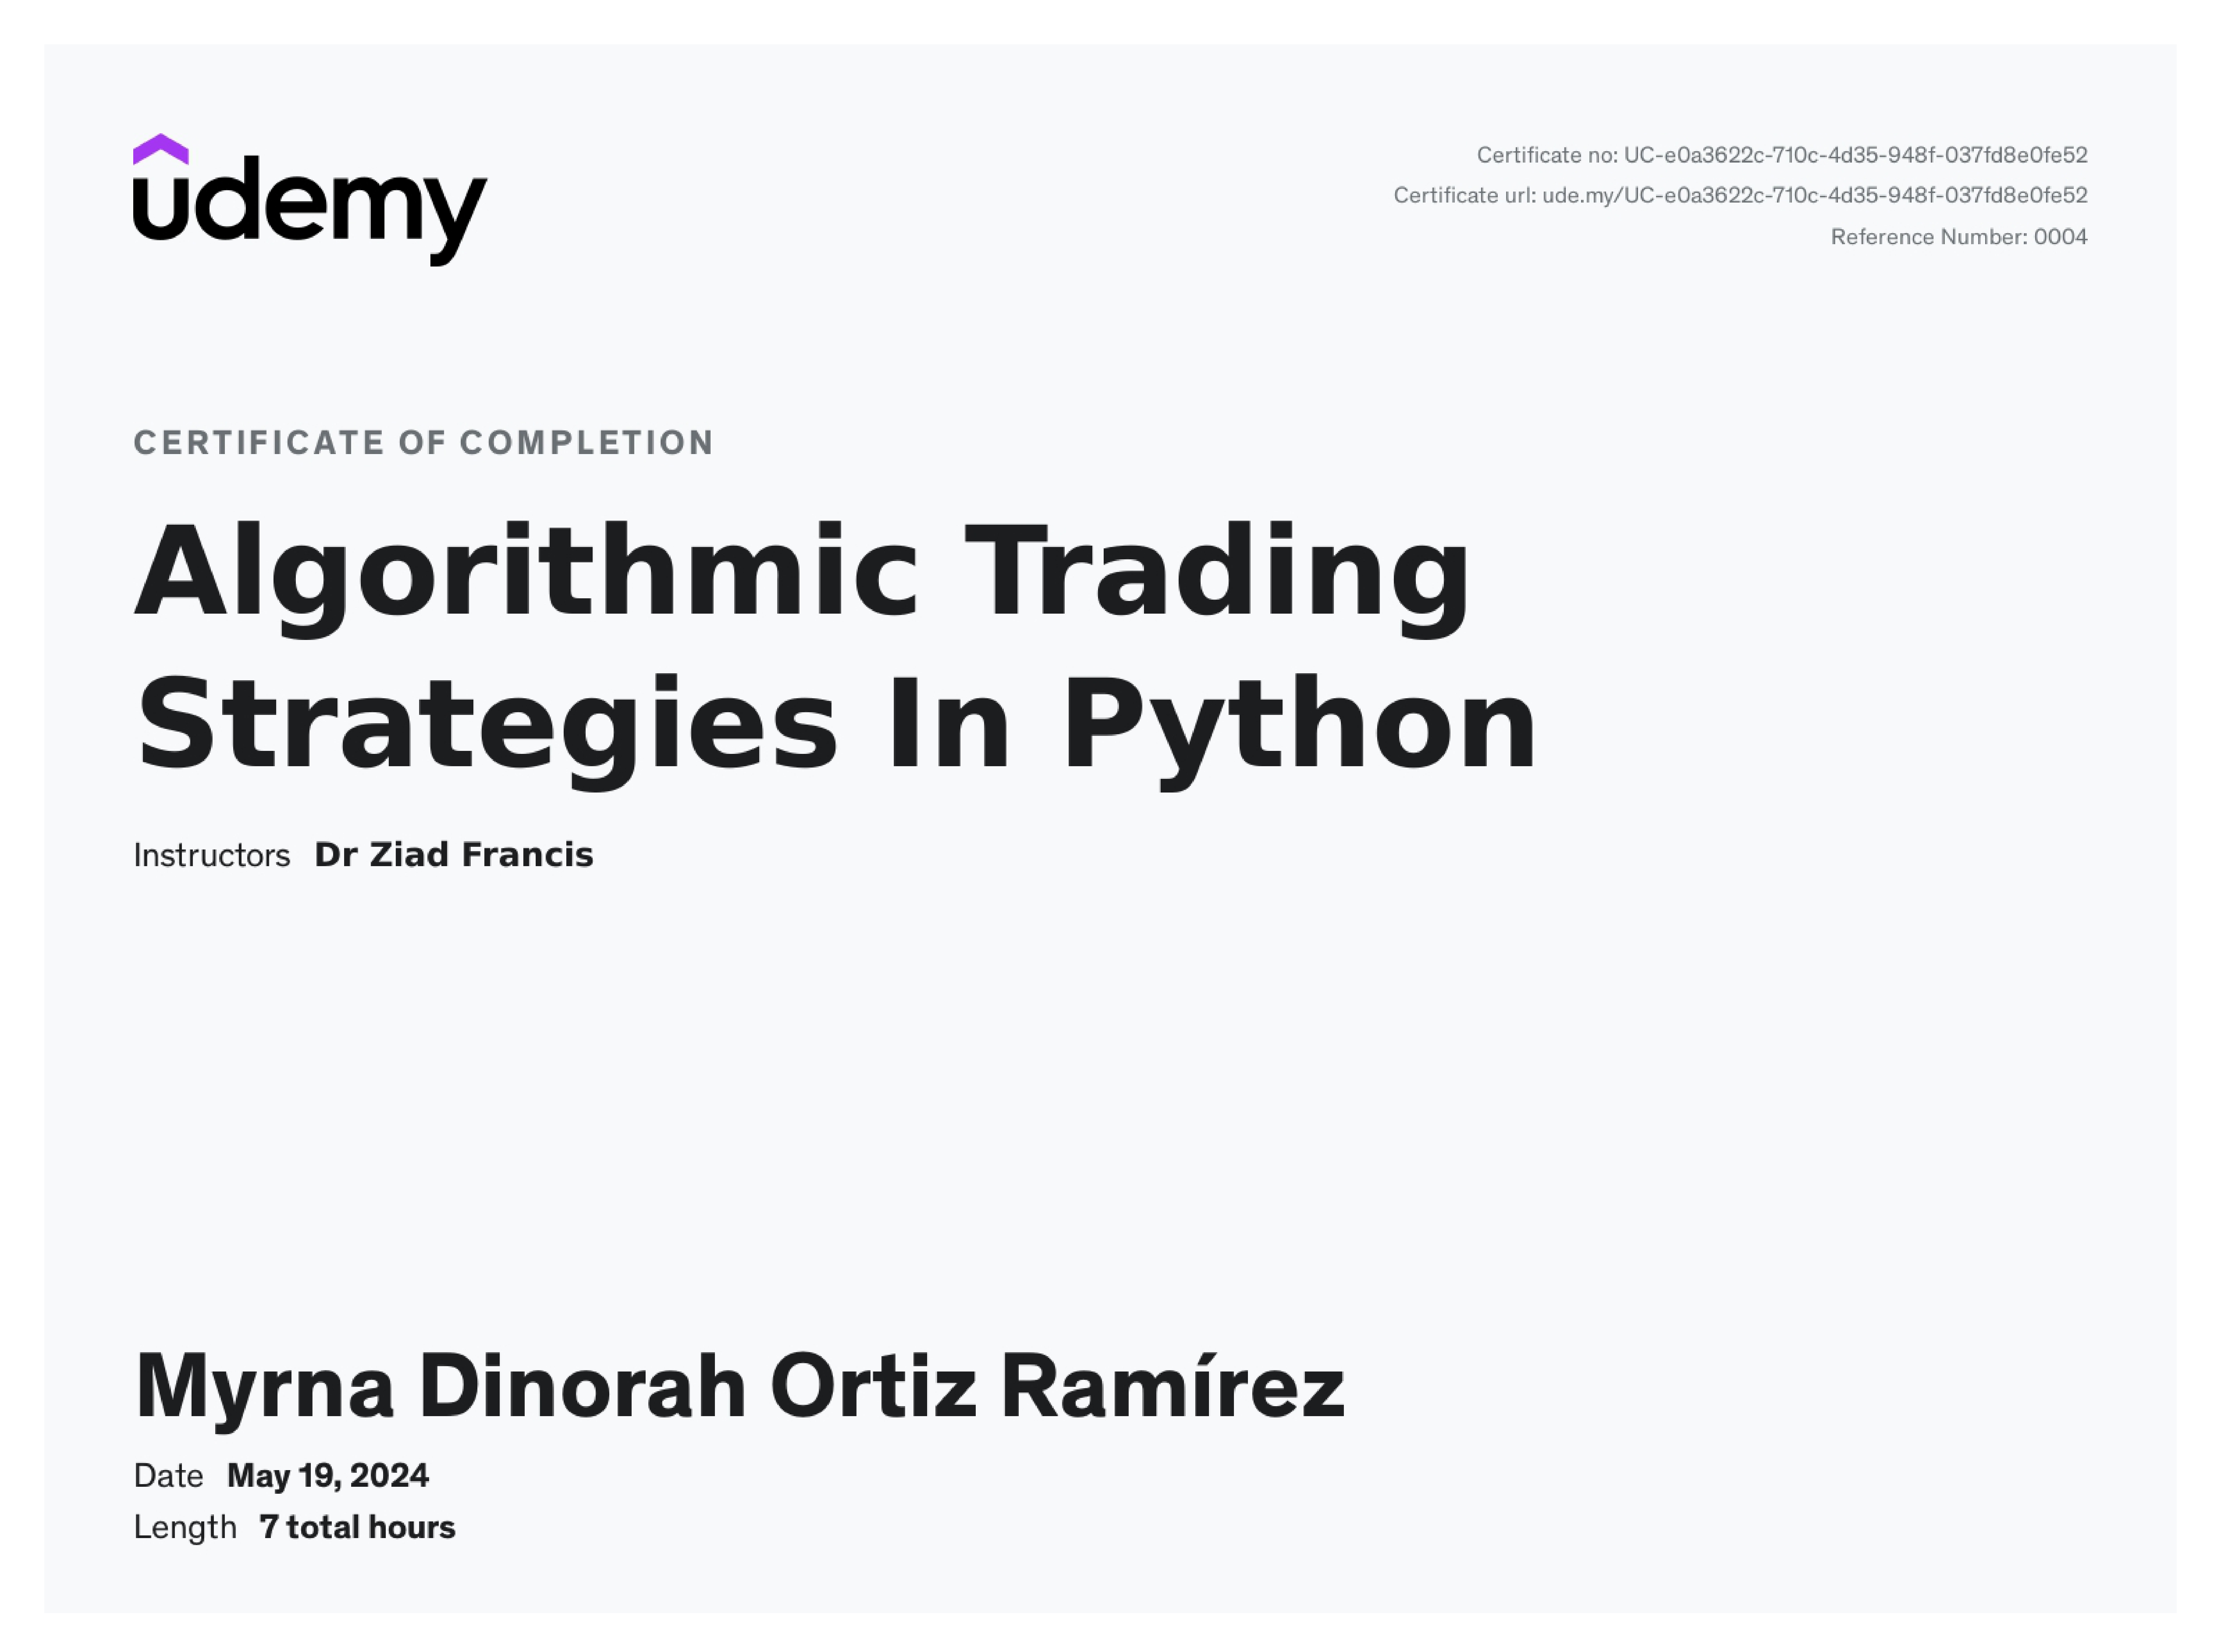 udemy
Certificate no: UC-e0a3622c-710c-4d35-948f-037fd8e0fe52
Certificate url: ude.my/UC-e0a3622c-710c-4d35-948f-037fd8e0fe52
Reference Number: 0004
CERTIFICATE OF COMPLETION
Algorithmic Trading
Strategies In Python
Instructors Dr Ziad Francis
Myrna Dinorah Ortiz Ramírez
Date May 19, 2024
Length 7 total hours